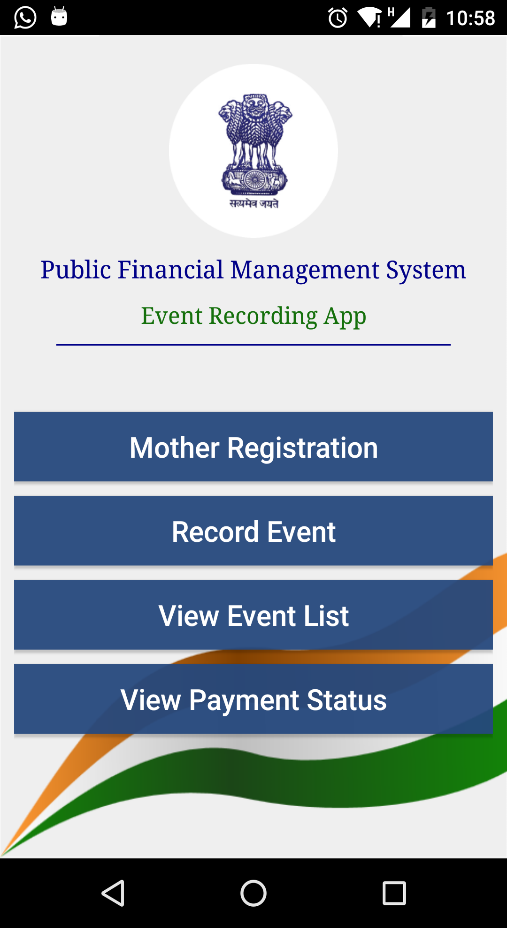 H 10:58
सत्यमेव जयते
Public Financial Management System
Event Recording App
Mother Registration
Record Event
View Event List
View Payment Status